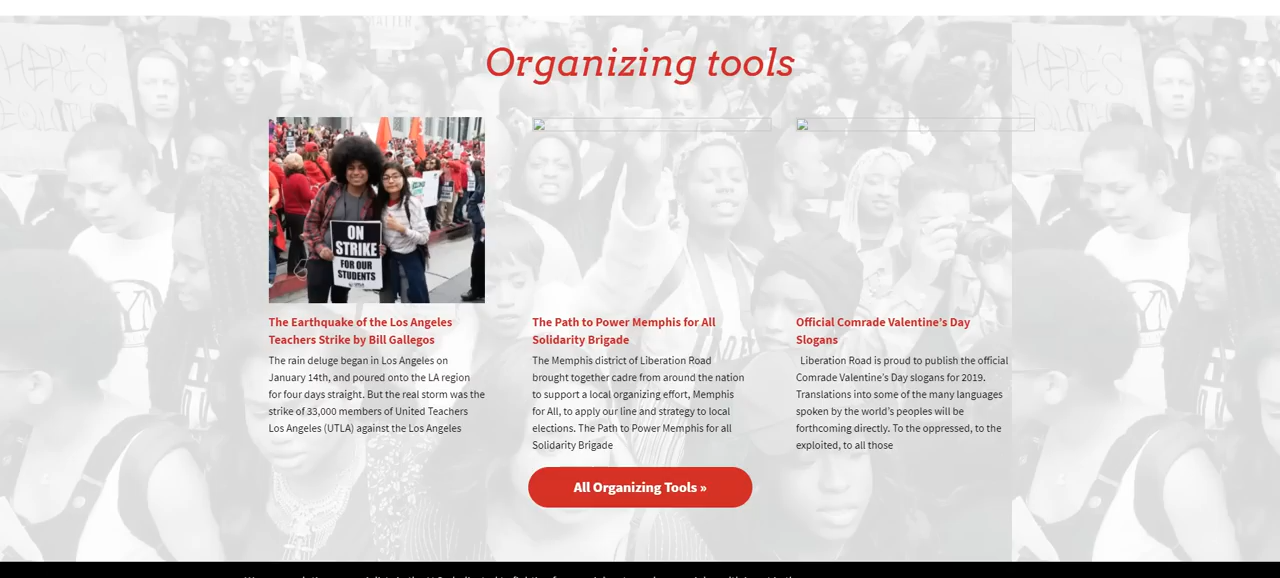 Organizing tools
ON
STRIKE
FOR OUR
STUDENTS
The Earthquake of the Los Angeles
Teachers Strike by Bill Gallegos
The rain deluge began in Los Angeles on
January 14th, and poured onto the LA region
for four days straight. But the real storm was the
strike of 33,000 members of United Teachers
Los Angeles (UTLA) against the Los Angeles
The Path to Power Memphis for All
Solidarity Brigade
The Memphis district of Liberation Road
brought together cadre from around the nation
to support a local organizing effort, Memphis
for All, to apply our line and strategy to local
elections. The Path to Power Memphis for all
Solidarity Brigade
Official Comrade Valentine's Day
Slogans
Liberation Road is proud to publish the official
Comrade Valentine's Day slogans for 2019.
Translations into some of the many languages
spoken by the world's peoples will be
forthcoming directly. To the oppressed, to the
exploited, to all those
All Organizing Tools »